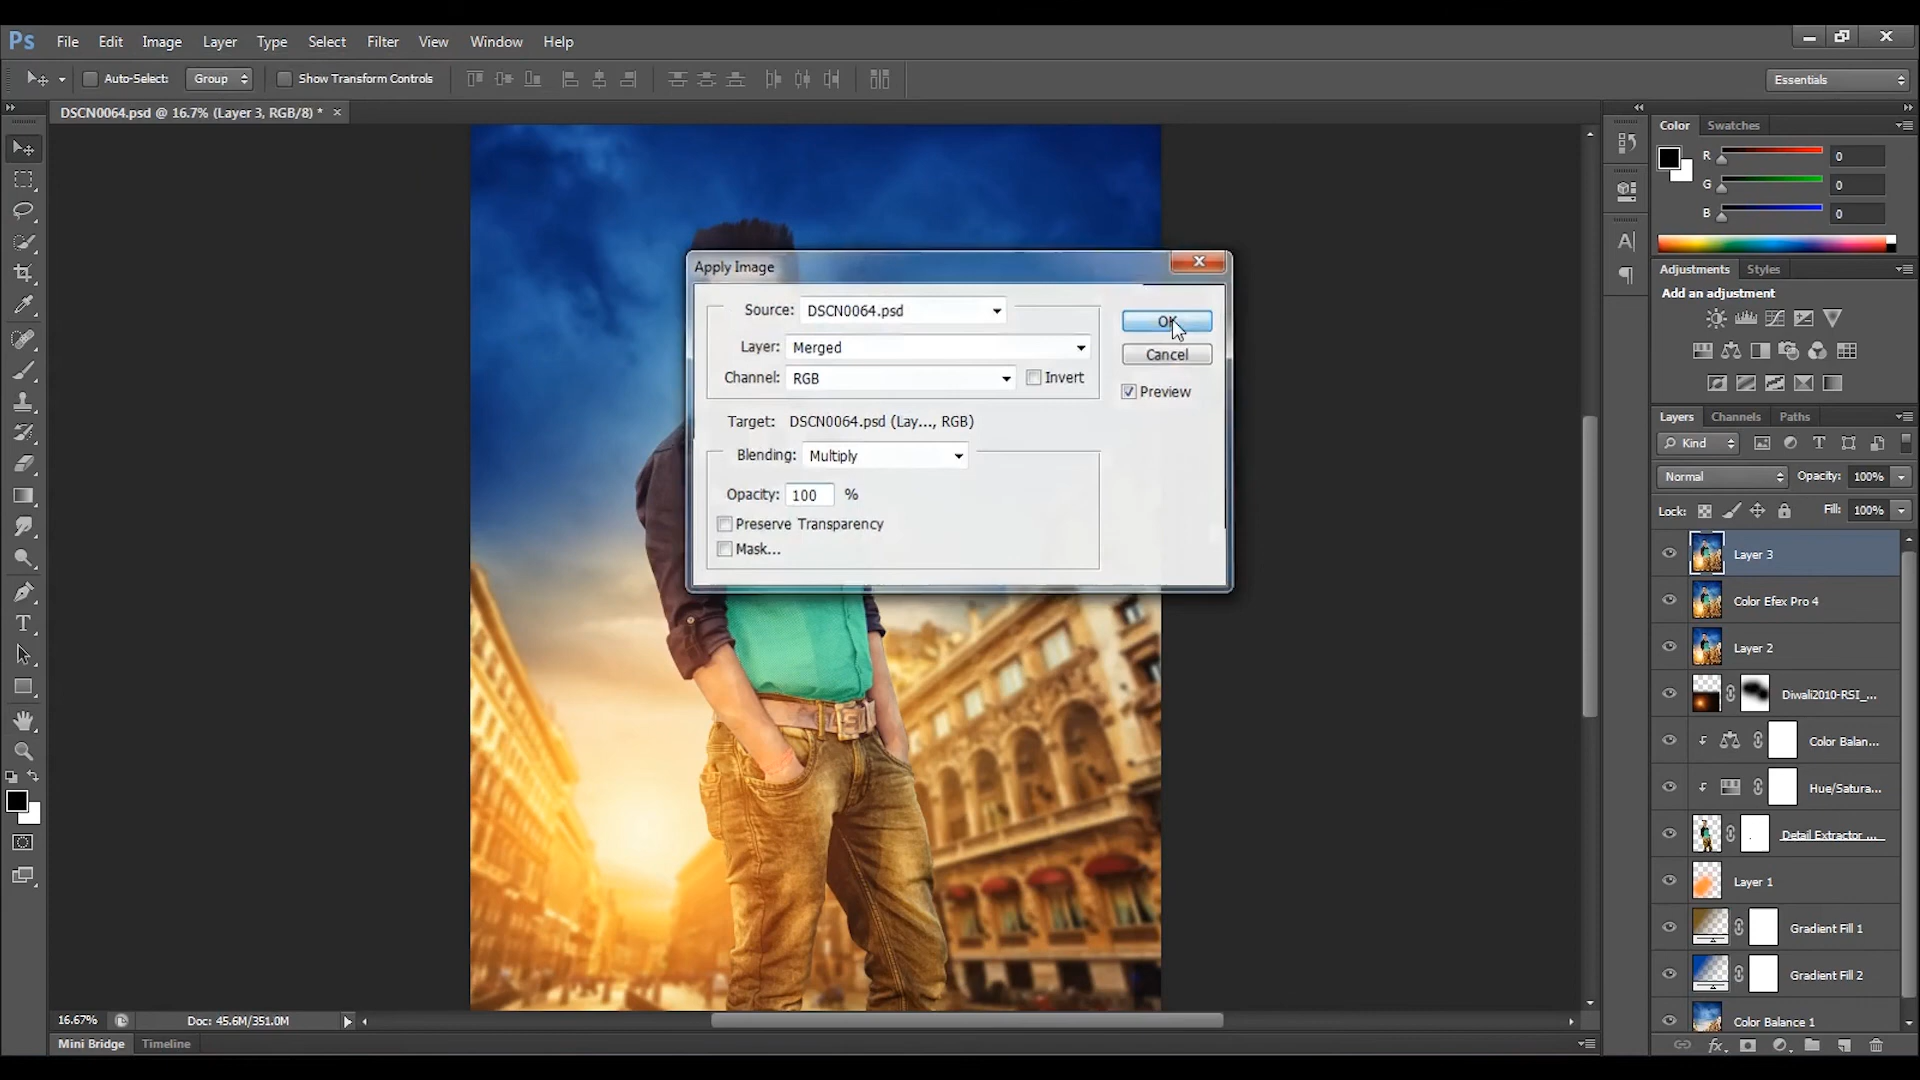 Ps File Edit Image Layer Type Select Filter View Window Help
Auto-Select: Group Show Transform Controls Essentials
DSCN0064.psd @ 16.7% (Layer 3, RGB/8) * ×
Color Swatches
R 0
G 0
B 0
Adjustments Styles
Add an adjustment
Layers Channels Paths
Kind
Normal Opacity: 100%
Lock: Fill: 100%
Layer 3
Color Efex Pro 4
Layer 2
Diwali2010-RSI_...
Color Balan...
Hue/Satura...
Detail Extractor ...
Layer 1
Gradient Fill 1
Gradient Fill 2
Color Balance 1
Apply Image
Source: DSCN0064.psd
Layer: Merged
Channel: RGB Invert
Target: DSCN0064.psd (Lay..., RGB)
Blending: Multiply
Opacity: 100 %
Preserve Transparency
Mask...
OK
Cancel
Preview
16.67% Doc: 45.6M/351.0M
Mini Bridge Timeline